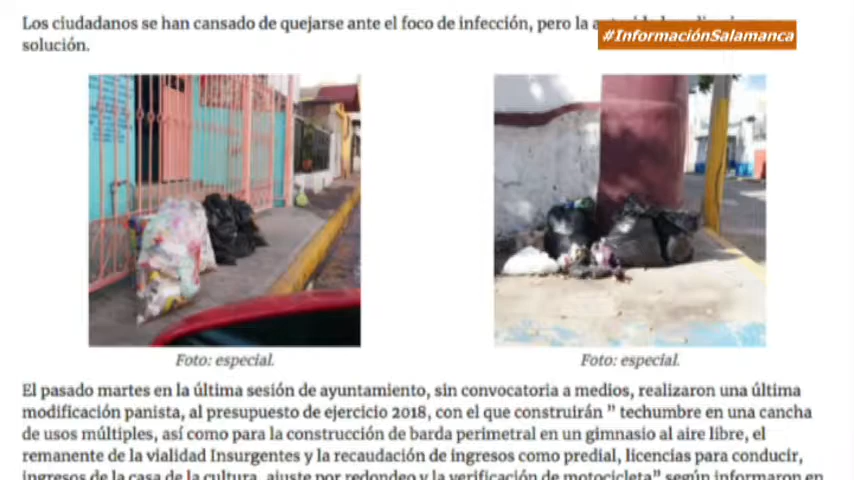 Los ciudadanos se han cansado de quejarse ante el foco de infección, pero la
#InformaciónSalamanca
solución.
Foto: especial.
Foto: especial.
El pasado martes en la última sesión de ayuntamiento, sin convocatoria a medios, realizaron una última
modificación panista, al presupuesto de ejercicio 2018, con el que construirán ” techumbre en una cancha
de usos múltiples, así como para la construcción de barda perimetral en un gimnasio al aire libre, el
remanente de la vialidad Insurgentes y la recaudación de ingresos como predial, licencias para conducir,
ingresos de la casa de la cultura, ajuste por redondeo y la verificación de motocicleta” según informaron en